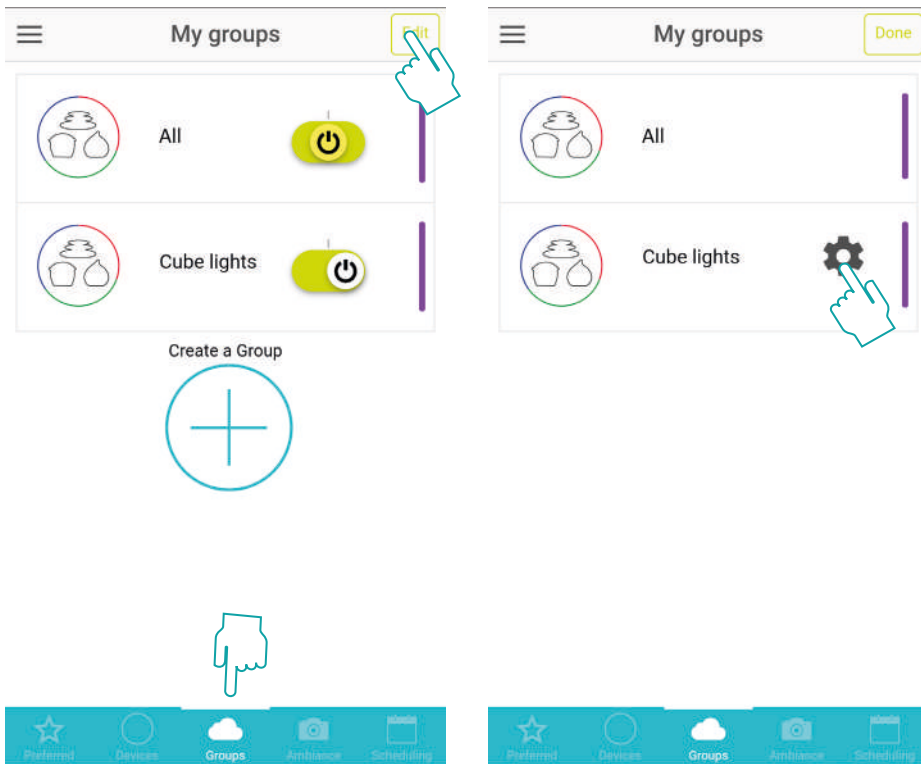 My groups
Edit
All
Cube lights
Create a Group
Preferred
Devices
Groups
Ambiance
Scheduling
My groups
Done
All
Cube lights
Preferred
Devices
Groups
Ambiance
Scheduling